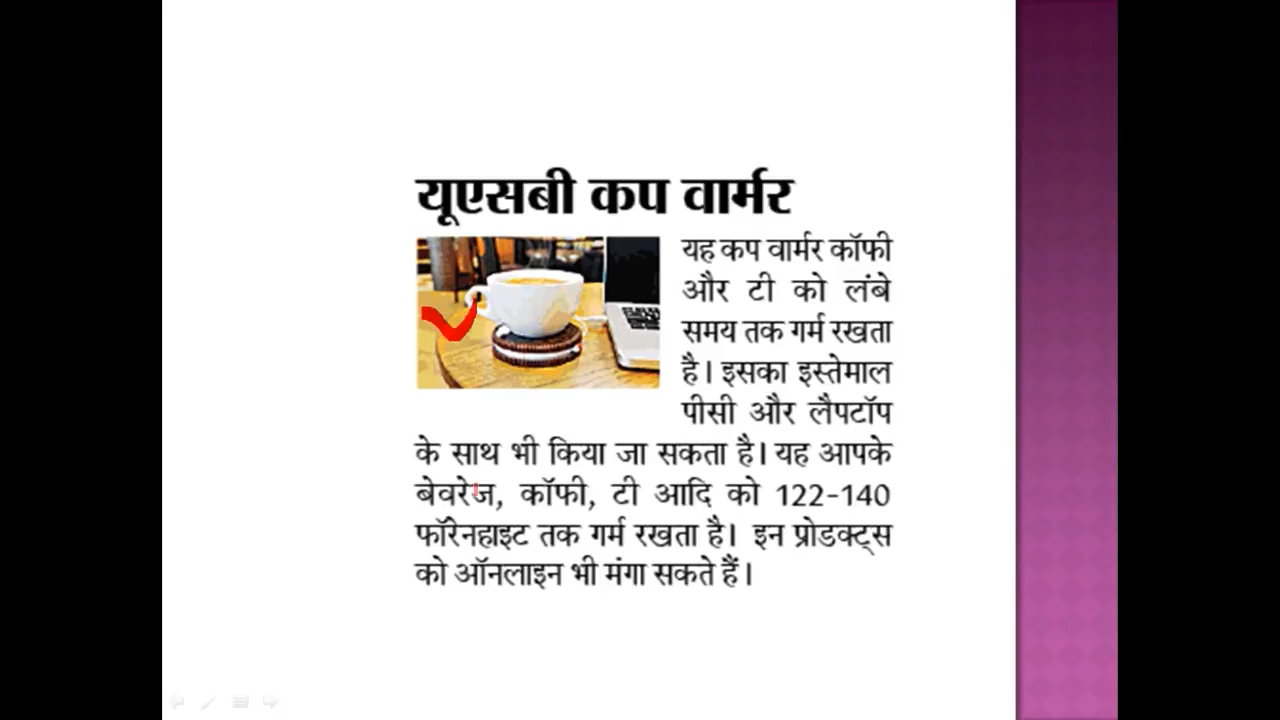 यूएसबी कप वार्मर
यह कप वार्मर कॉफी
और टी को लंबे
समय तक गर्म रखता
है। इसका इस्तेमाल
पीसी और लैपटॉप
के साथ भी किया जा सकता है। यह आपके
बेवरेज, कॉफी, टी आदि को 122-140
फॉरेनहाइट तक गर्म रखता है। इन प्रोडक्ट्स
को ऑनलाइन भी मंगा सकते हैं।